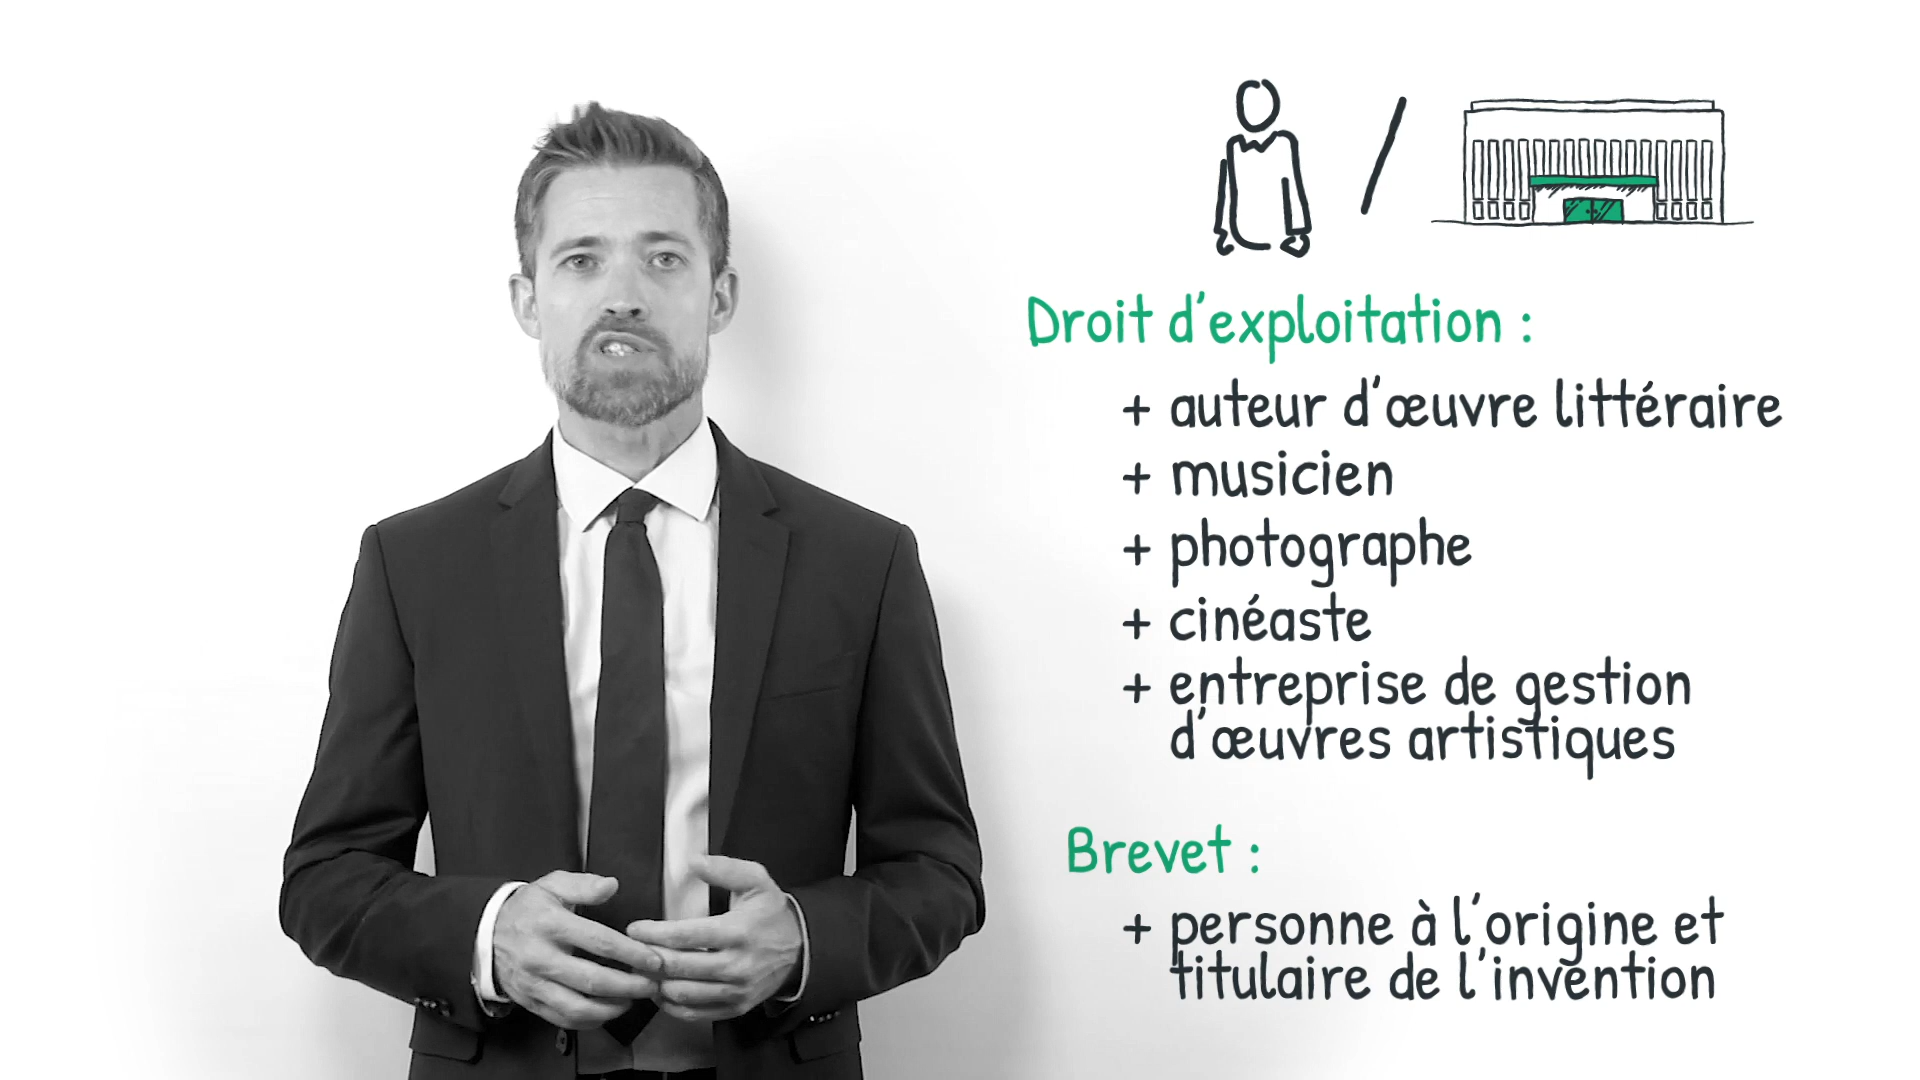 Droit d'exploitation :
+ auteur d'œuvre littéraire
+ musicien
+ photographe
+ cinéaste
+ entreprise de gestion
d'œuvres artistiques
Brevet :
+ personne à l'origine et
titulaire de l'invention